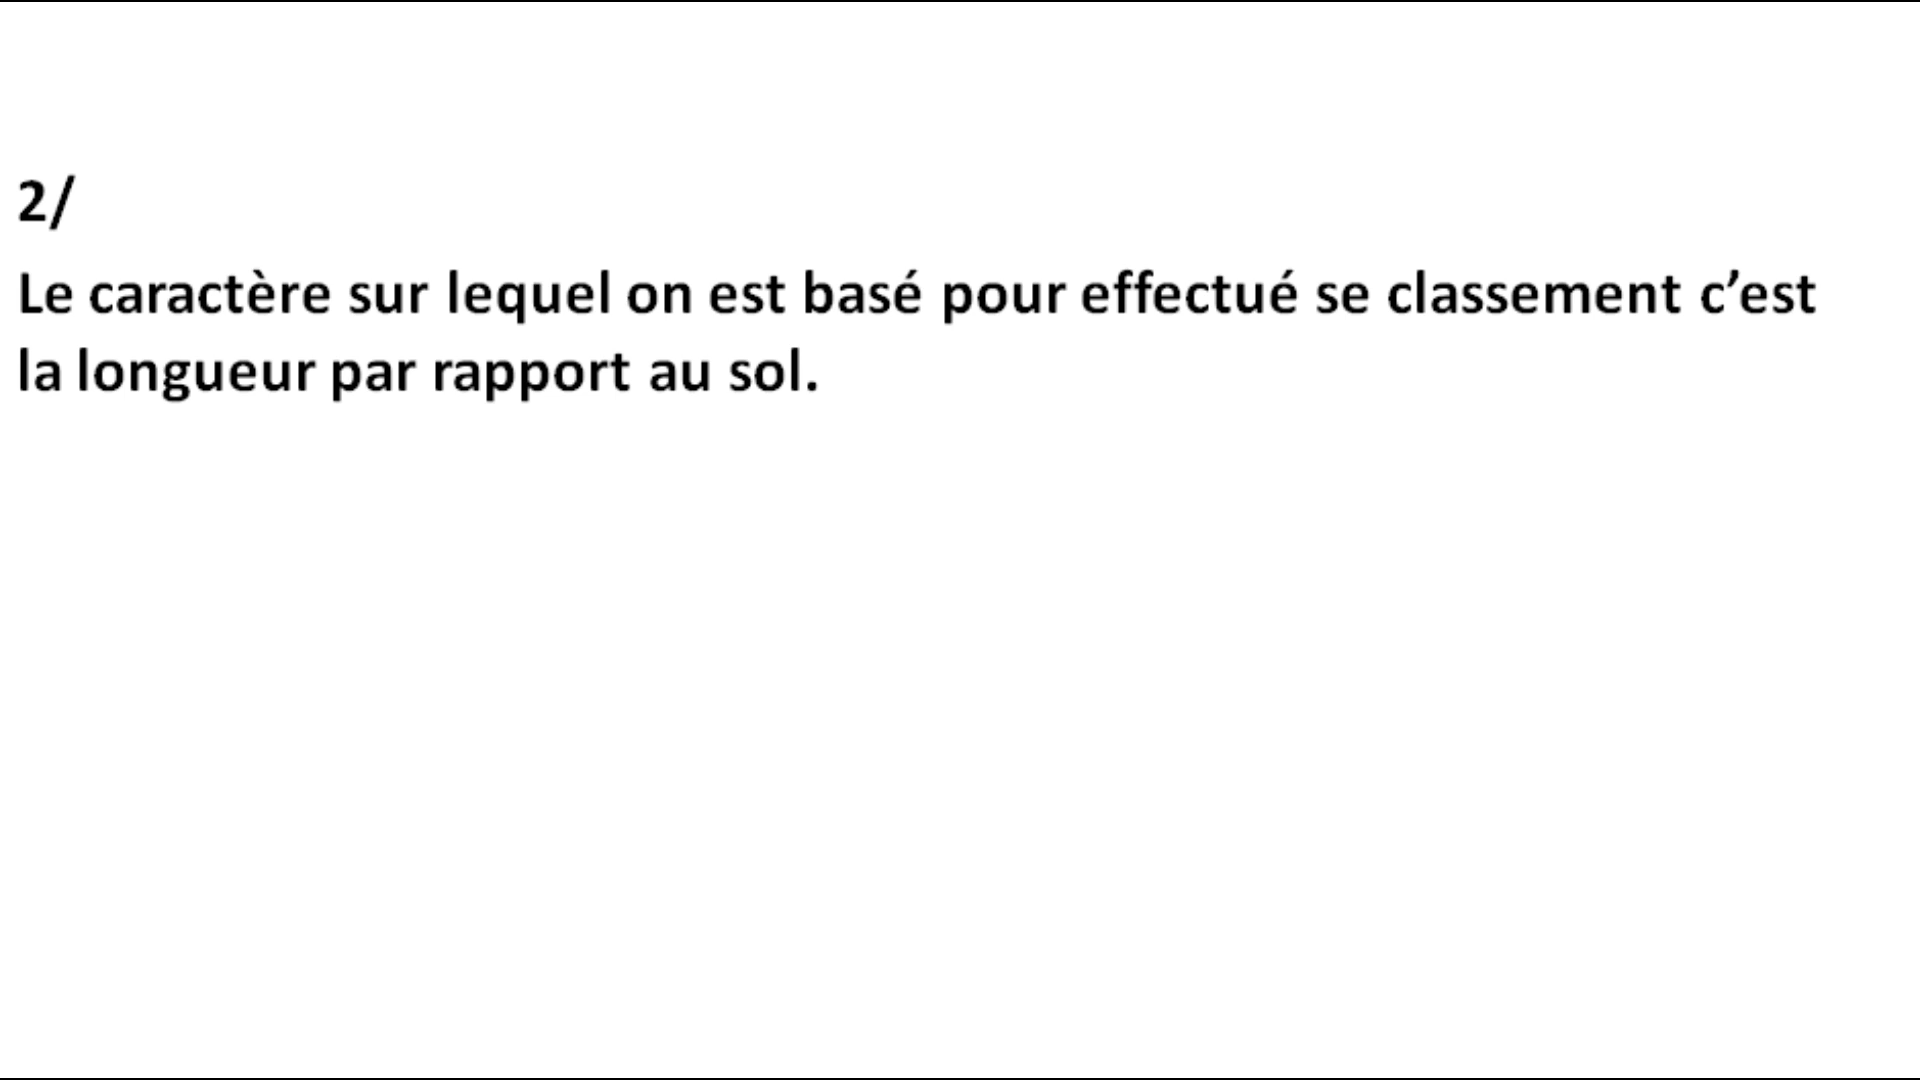 2/
Le caractère sur lequel on est basé pour effectué se classement c’est
la longueur par rapport au sol.